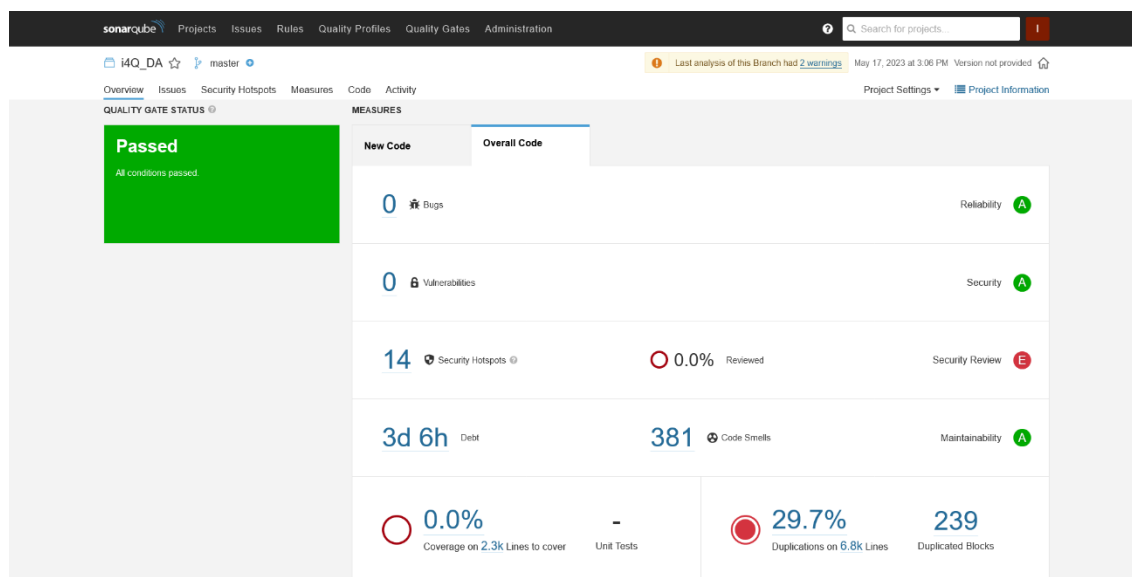 sonarqube Projects Issues Rules Quality Profiles Quality Gates Administration ? Search for projects... I
i4Q_DA master Last analysis of this Branch had 2 warnings May 17, 2023 at 3:06 PM Version not provided
Overview Issues Security Hotspots Measures Code Activity Project Settings Project Information
QUALITY GATE STATUS MEASURES
Passed
All conditions passed.
New Code Overall Code
0 Bugs Reliability A
0 Vulnerabilities Security A
14 Security Hotspots 0.0% Reviewed Security Review E
3d 6h Debt 381 Code Smells Maintainability A
0.0% - 29.7% 239
Coverage on 2.3k Lines to cover Unit Tests Duplications on 6.8k Lines Duplicated Blocks